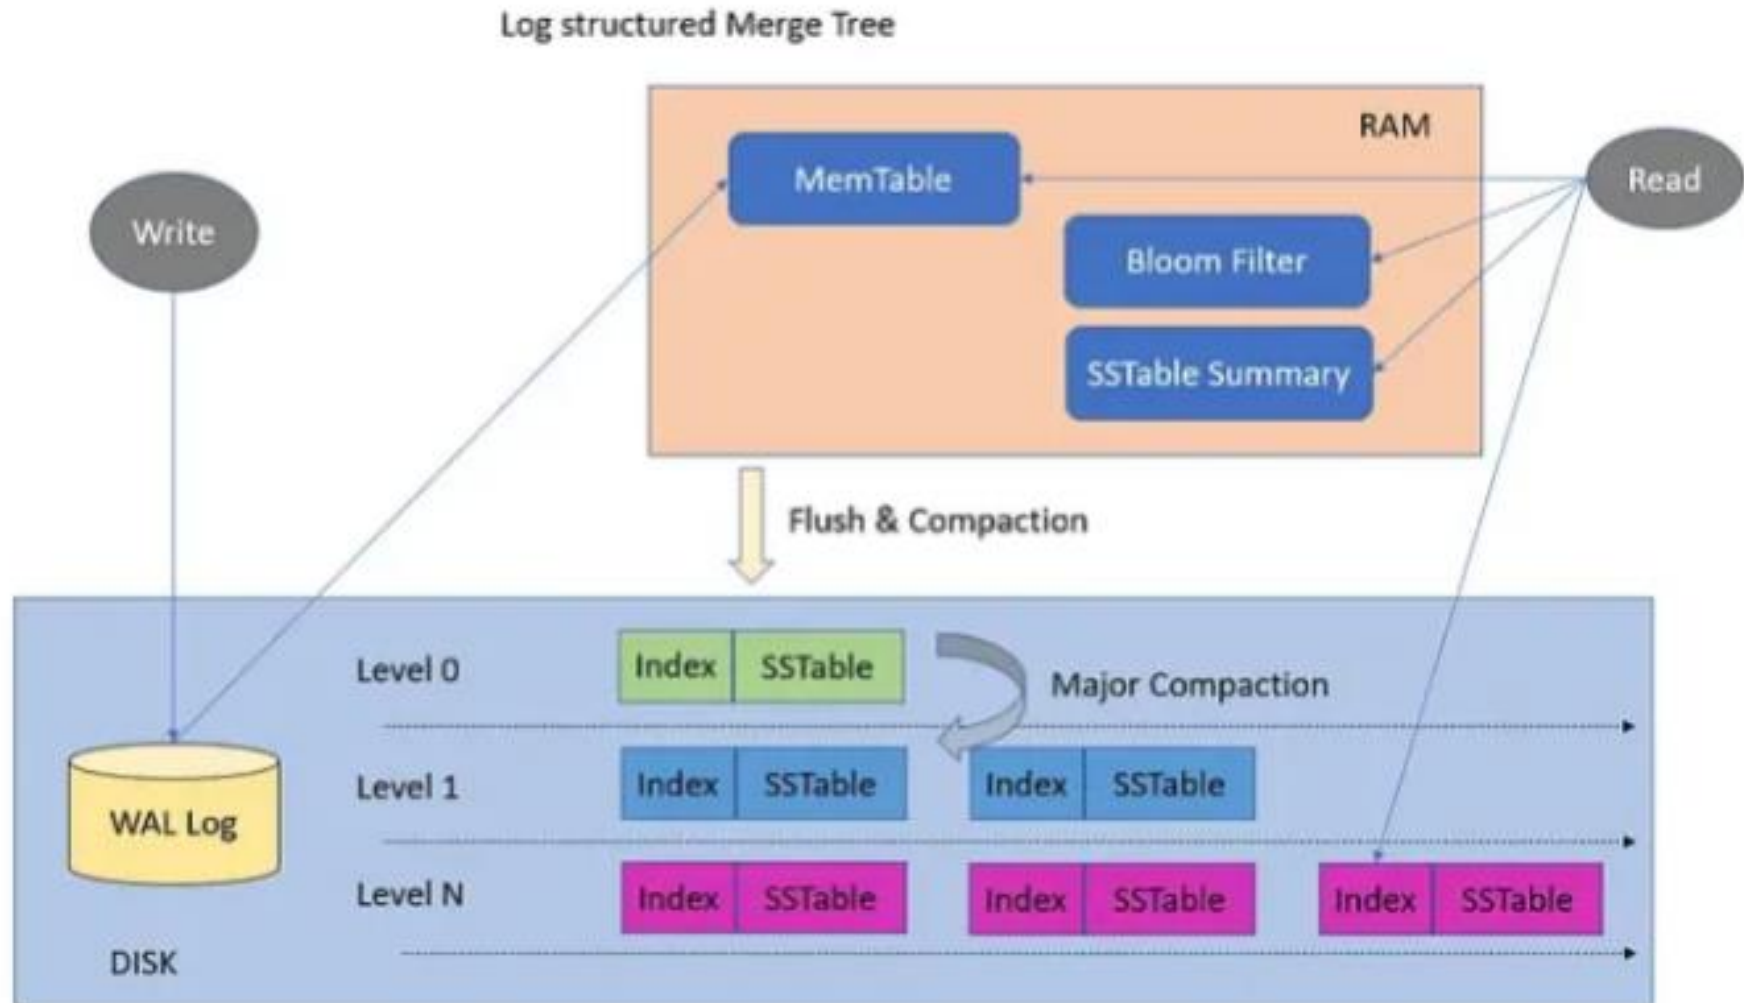 Log structured Merge Tree
RAM
MemTable
Read
Write
Bloom Filter
SSTable Summary
Flush & Compaction
Level 0
Index
SSTable
Major Compaction
Level 1
Index
SSTable
Index
SSTable
WAL Log
Level N
Index
SSTable
Index
SSTable
Index
SSTable
DISK